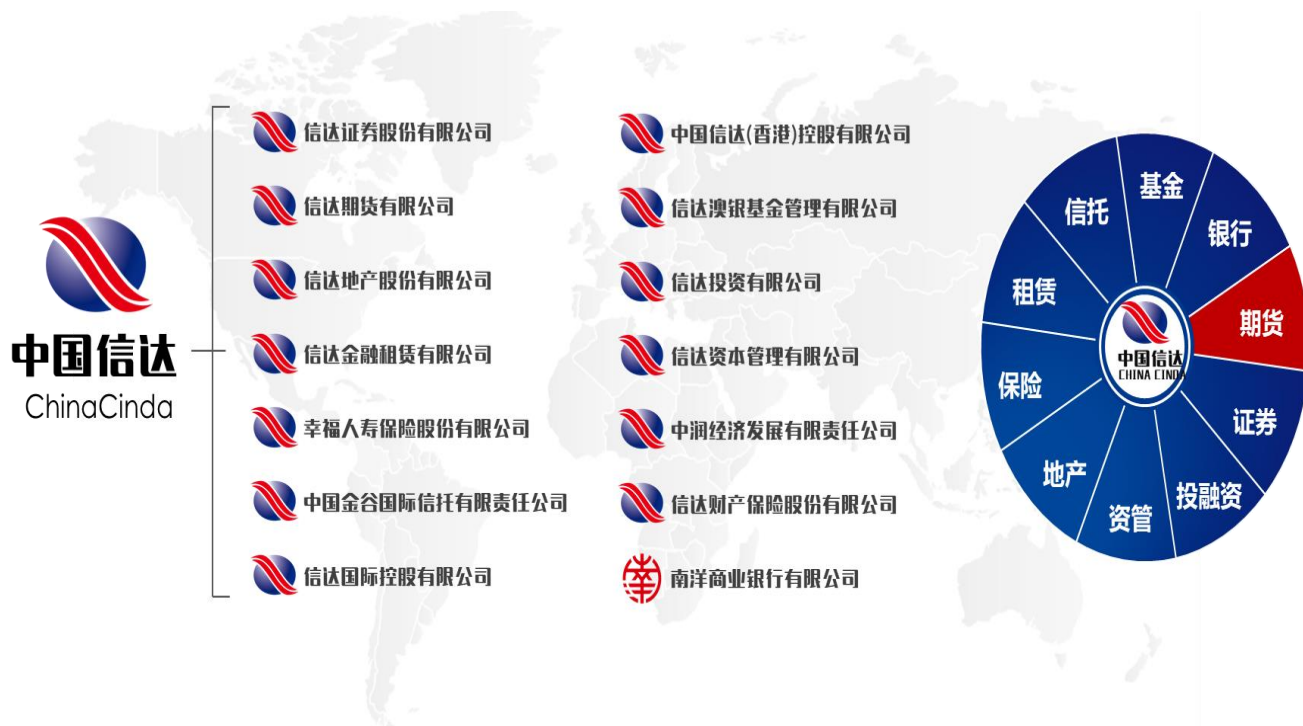 中国信达
ChinaCinda
信达证券股份有限公司
信达期货有限公司
信达地产股份有限公司
信达金融租赁有限公司
幸福人寿保险股份有限公司
中国金谷国际信托有限责任公司
信达国际控股有限公司
中国信达(香港)控股有限公司
信达澳银基金管理有限公司
信达投资有限公司
信达资本管理有限公司
中润经济发展有限责任公司
信达财产保险股份有限公司
南洋商业银行有限公司
基金
银行
期货
证券
投融资
资管
地产
保险
租赁
信托
中国信达
CHINA CINDA